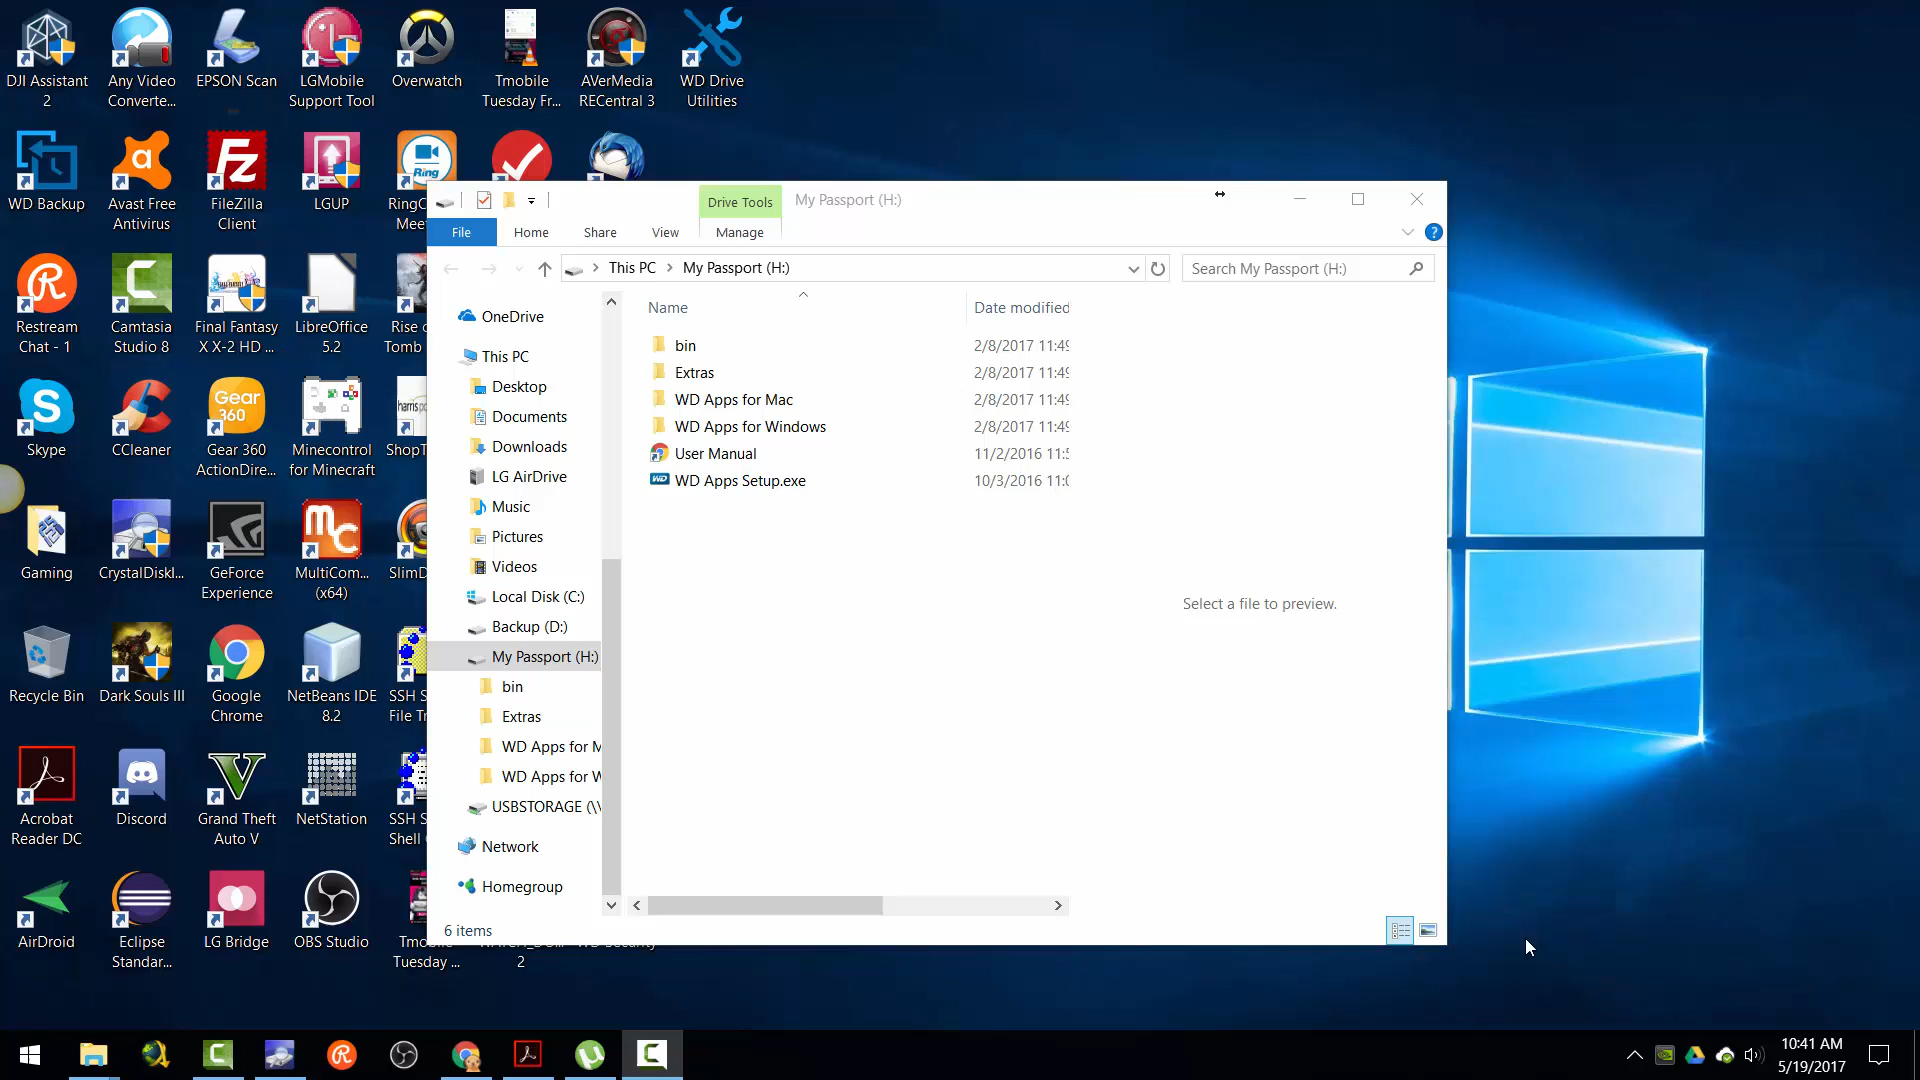 DJI Assistant
2
Any Video
Converte...
EPSON Scan
LGMobile
Support Tool
Overwatch
Tmobile
Tuesday Fr...
AVerMedia
RECentral 3
WD Drive
Utilities
WD Backup
Avast Free
Antivirus
FileZilla
Client
LGUP
Ring
RingC
Mee
Drive Tools
My Passport (H:)
File
Home
Share
View
Manage
This PC
My Passport (H:)
Search My Passport (H:)
Restream
Chat - 1
Camtasia
Studio 8
Final Fantasy
X X-2 HD ...
LibreOffice
5.2
Rise o
Tomb
OneDrive
This PC
Desktop
Documents
Downloads
LG AirDrive
Music
Pictures
Videos
Local Disk (C:)
Backup (D:)
My Passport (H:)
bin
Extras
WD Apps for M
WD Apps for W
USBSTORAGE (\\
Network
Homegroup
6 items
Name
Date modified
bin
2/8/2017 11:49
Extras
2/8/2017 11:49
WD Apps for Mac
2/8/2017 11:49
WD Apps for Windows
2/8/2017 11:49
User Manual
11/2/2016 11:5
WD Apps Setup.exe
10/3/2016 11:0
Select a file to preview.
Skype
CCleaner
Gear
360
Gear 360
ActionDire...
Minecontrol
for Minecraft
ShopT
Gaming
CrystalDiskI...
GeForce
Experience
MultiCom...
(x64)
SlimD
Recycle Bin
Dark Souls III
Google
Chrome
NetBeans IDE
8.2
SSH S
File Tr
Acrobat
Reader DC
Discord
Grand Theft
Auto V
NetStation
SSH S
Shell
AirDroid
Eclipse
Standar...
LG Bridge
OBS Studio
Tmobile
Tuesday ...
2
WD Security
10:41 AM
5/19/2017